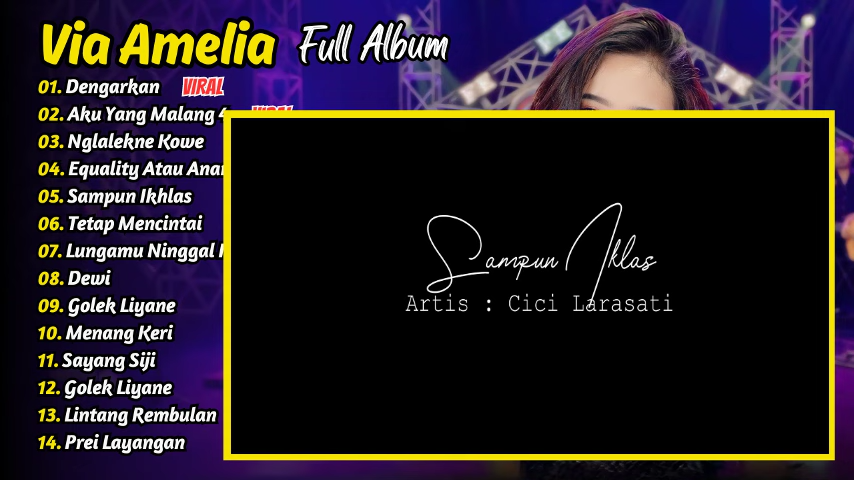 Via Amelia Full Album
01. Dengarkan VIRAL
02. Aku Yang Malang 4 VIRAL
03. Nglalekne Kowe
04. Equality Atau
05. Sampun Ikhlas
06. Tetap Mencintai
07. Lungamu Ninggal
08. Dewi
09. Golek Liyane
10. Menang Keri
11. Sayang Siji
12. Golek Liyane
13. Lintang Rembulan
14. Prei Layangan
Sampun Iklas
Artis : Cici Larasati